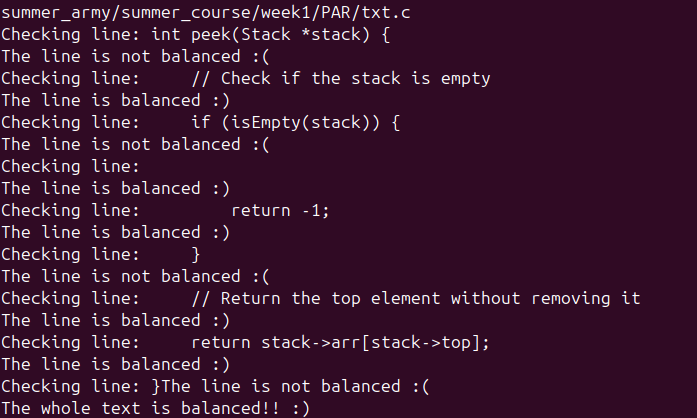 summer_army/summer_course/week1/PAR/txt.c
Checking line: int peek(Stack *stack) {
The line is not balanced :(
Checking line:     // Check if the stack is empty
The line is balanced :)
Checking line:     if (isEmpty(stack)) {
The line is not balanced :(
Checking line:
The line is balanced :)
Checking line:         return -1;
The line is balanced :)
Checking line:     }
The line is not balanced :(
Checking line:     // Return the top element without removing it
The line is balanced :)
Checking line:     return stack->arr[stack->top];
The line is balanced :)
Checking line: }The line is not balanced :(
The whole text is balanced!! :)